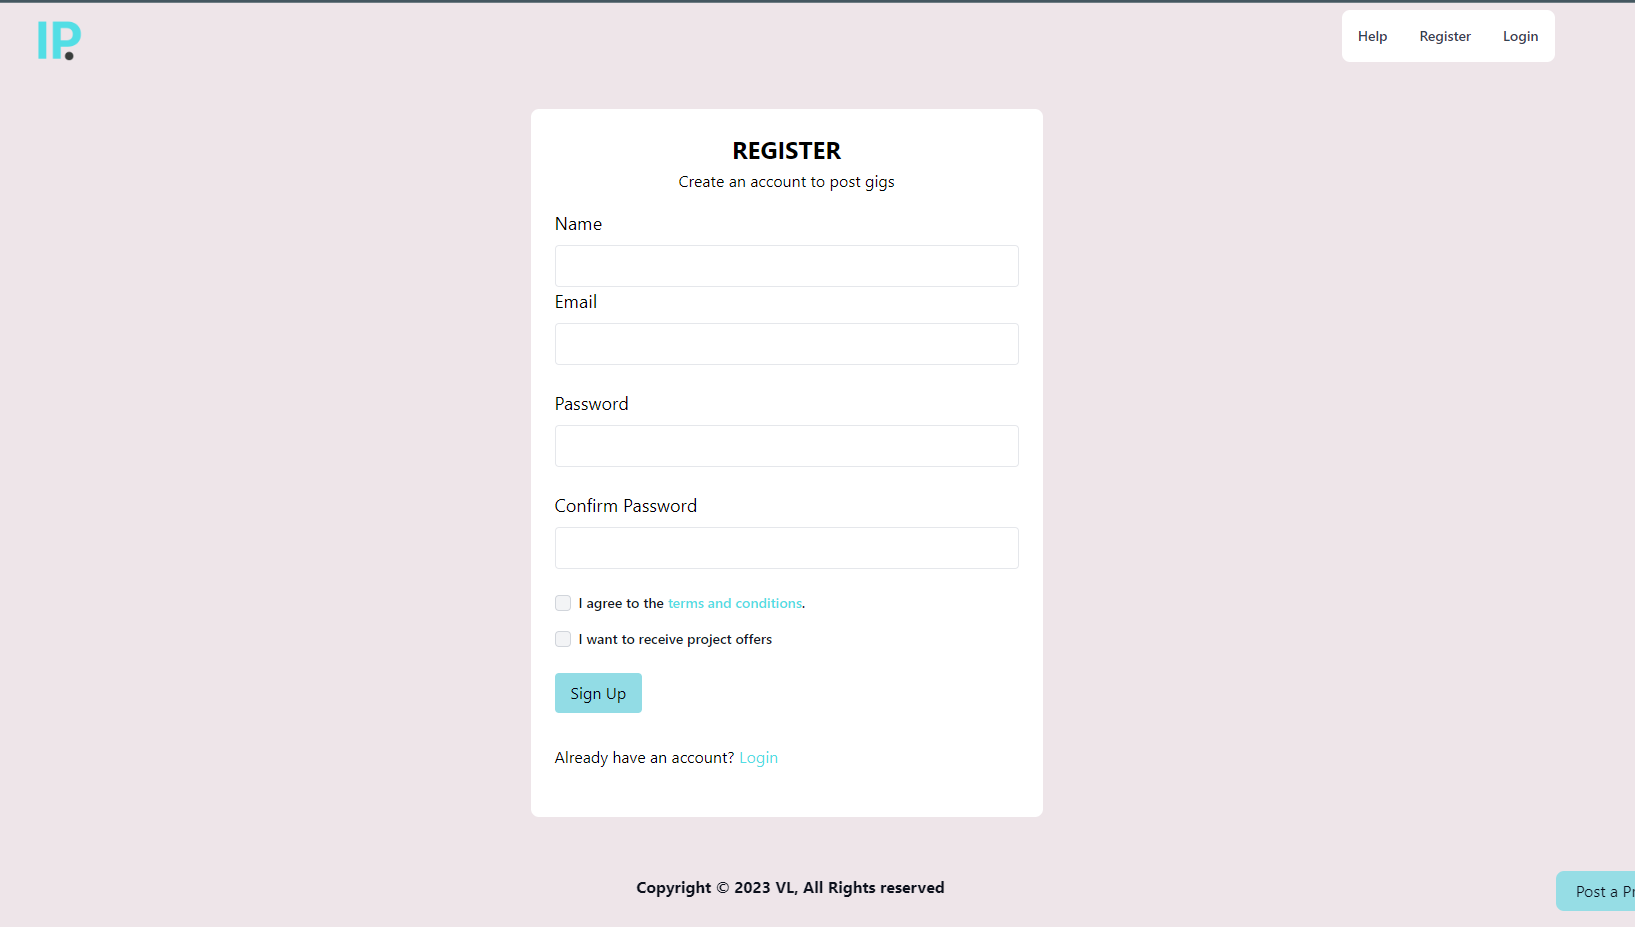 IP.
Help Register Login
REGISTER
Create an account to post gigs
Name
Email
Password
Confirm Password
I agree to the terms and conditions.
I want to receive project offers
Sign Up
Already have an account? Login
Copyright © 2023 VL, All Rights reserved
Post a Pr